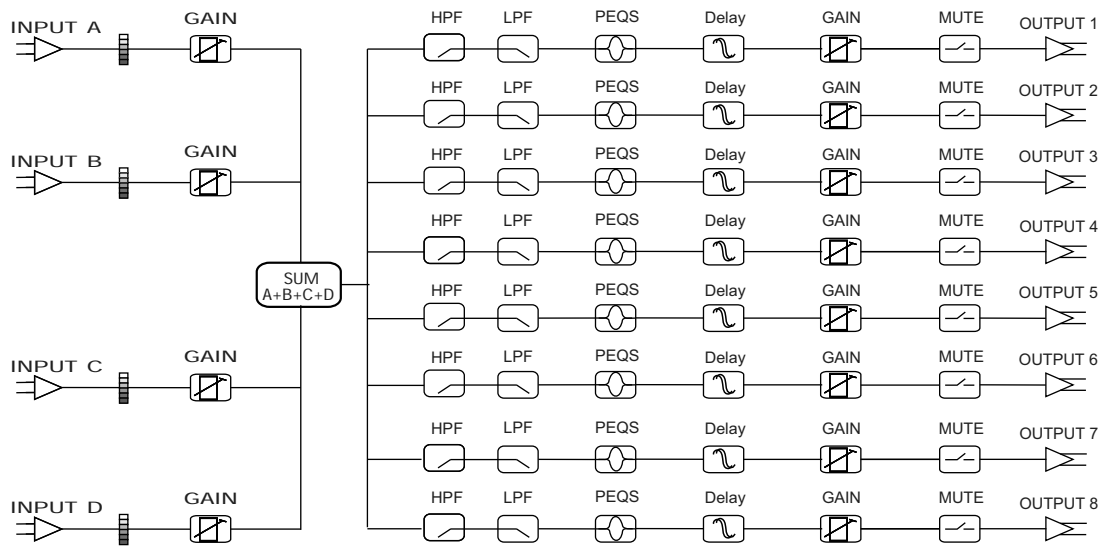 INPUT A
GAIN
HPF LPF PEQS Delay GAIN MUTE OUTPUT 1
HPF LPF PEQS Delay GAIN MUTE OUTPUT 2
INPUT B
GAIN
HPF LPF PEQS Delay GAIN MUTE OUTPUT 3
HPF LPF PEQS Delay GAIN MUTE OUTPUT 4
SUM
A+B+C+D
HPF LPF PEQS Delay GAIN MUTE OUTPUT 5
INPUT C
GAIN
HPF LPF PEQS Delay GAIN MUTE OUTPUT 6
HPF LPF PEQS Delay GAIN MUTE OUTPUT 7
INPUT D
GAIN
HPF LPF PEQS Delay GAIN MUTE OUTPUT 8